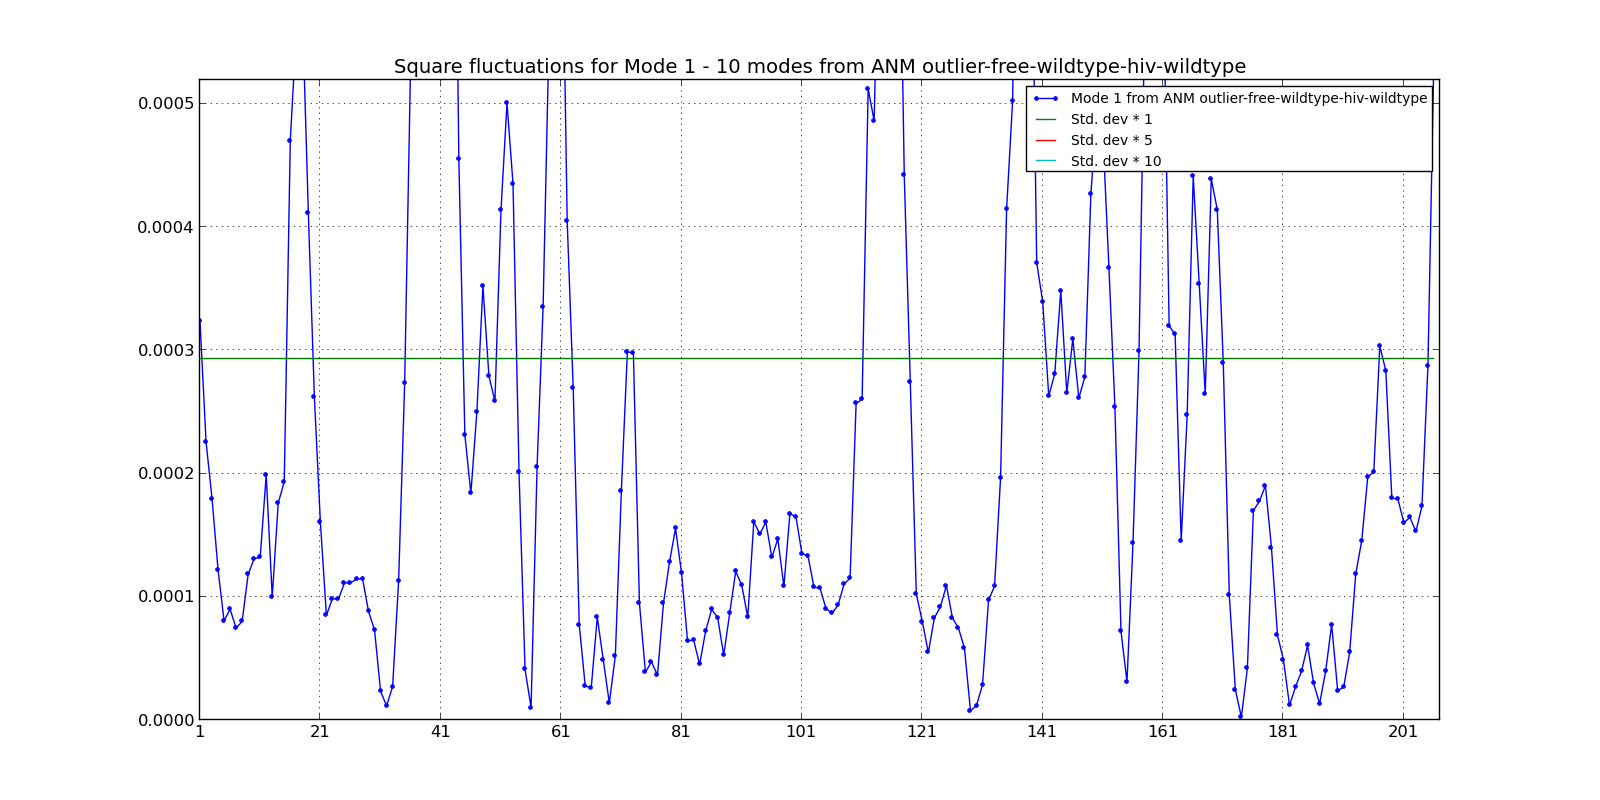 Square fluctuations for Mode 1 - 10 modes from ANM outlier-free-wildtype-hiv-wildtype
Mode 1 from ANM outlier-free-wildtype-hiv-wildtype
Std. dev * 1
Std. dev * 5
Std. dev * 10
0.0005
0.0004
0.0003
0.0002
0.0001
0.0000
1 21 41 61 81 101 121 141 161 181 201